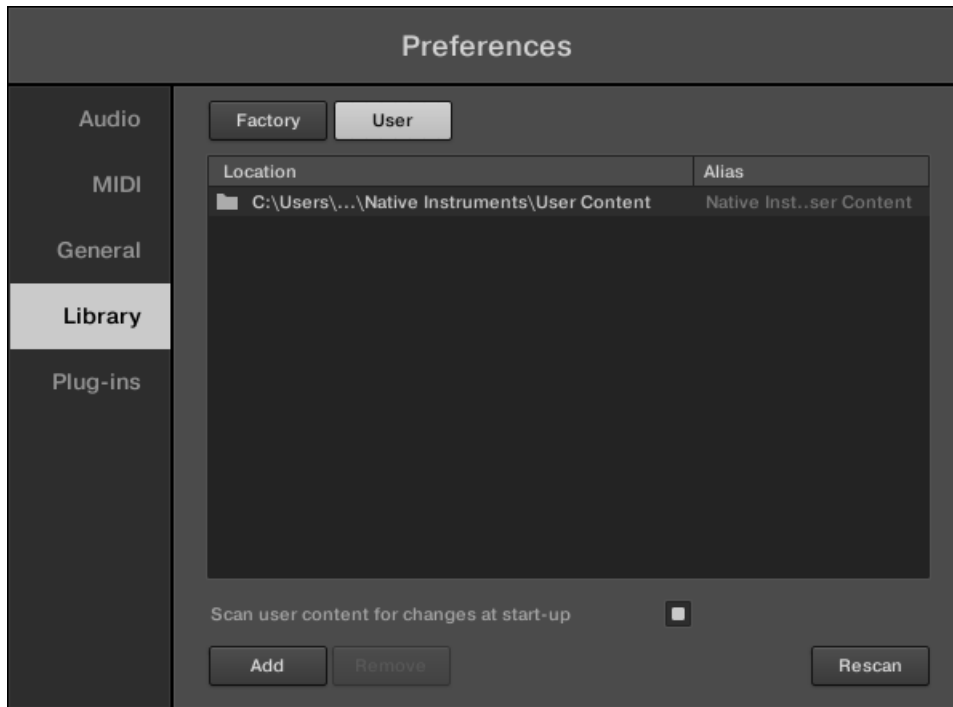 Preferences
Audio
MIDI
General
Library
Plug-ins
Factory User
Location Alias
C:\Users\...\Native Instruments\User Content Native Inst..ser Content
Scan user content for changes at start-up
Add Remove Rescan